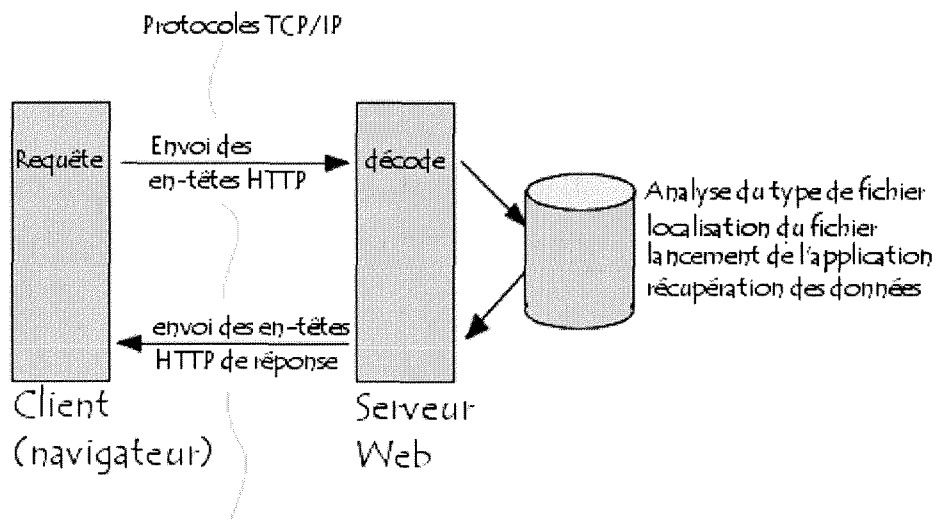 Protocoles TCP/IP
Requête
Envoi des
en-têtes HTTP
décode
Analyse du type de fichier
localisation du fichier
lancement de l'application
récupération des données
envoi des en-têtes
HTTP de réponse
Client
(navigateur)
Serveur
Web